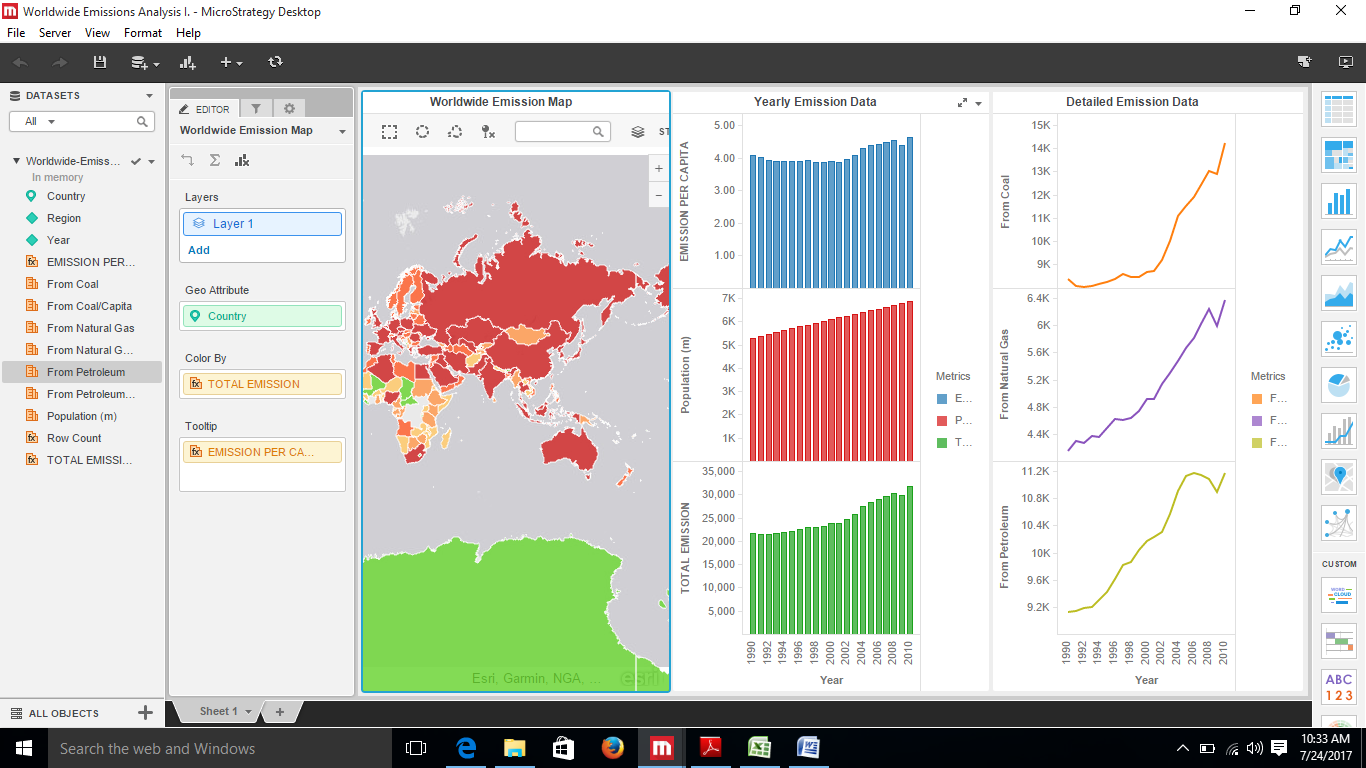 Worldwide Emissions Analysis I. - MicroStrategy Desktop
File Server View Format Help
DATASETS
All
Worldwide-Emiss...
In memory
Country
Region
Year
EMISSION PER...
From Coal
From Coal/Capita
From Natural Gas
From Natural G...
From Petroleum
From Petroleum...
Population (m)
Row Count
TOTAL EMISSI...
ALL OBJECTS
EDITOR
Worldwide Emission Map
Layers
Layer 1
Add
Geo Attribute
Country
Color By
TOTAL EMISSION
Tooltip
EMISSION PER CA...
Worldwide Emission Map
ST
Esri, Garmin, NGA, ...
esri
Yearly Emission Data
EMISSION PER CAPITA
5.00
4.00
3.00
2.00
1.00
Population (m)
7K
6K
5K
4K
3K
2K
1K
TOTAL EMISSION
35,000
30,000
25,000
20,000
15,000
10,000
5,000
1990 1992 1994 1996 1998 2000 2002 2004 2006 2008 2010
Year
Metrics
E...
P...
T...
Detailed Emission Data
From Coal
15K
14K
13K
12K
11K
10K
9K
From Natural Gas
6.4K
6K
5.6K
5.2K
4.8K
4.4K
From Petroleum
11.2K
10.8K
10.4K
10K
9.6K
9.2K
1990 1992 1994 1996 1998 2000 2002 2004 2006 2008 2010
Year
Metrics
F...
F...
F...
CUSTOM
WORD
CLOUD
ABC
123
Sheet 1
Search the web and Windows
10:33 AM
7/24/2017